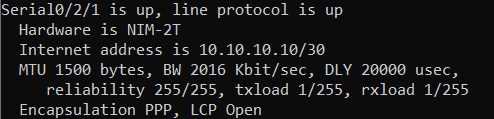 Serial0/2/1 is up, line protocol is up
Hardware is NIM-2T
Internet address is 10.10.10.10/30
MTU 1500 bytes, BW 2016 Kbit/sec, DLY 20000 usec,
reliability 255/255, txload 1/255, rxload 1/255
Encapsulation PPP, LCP Open